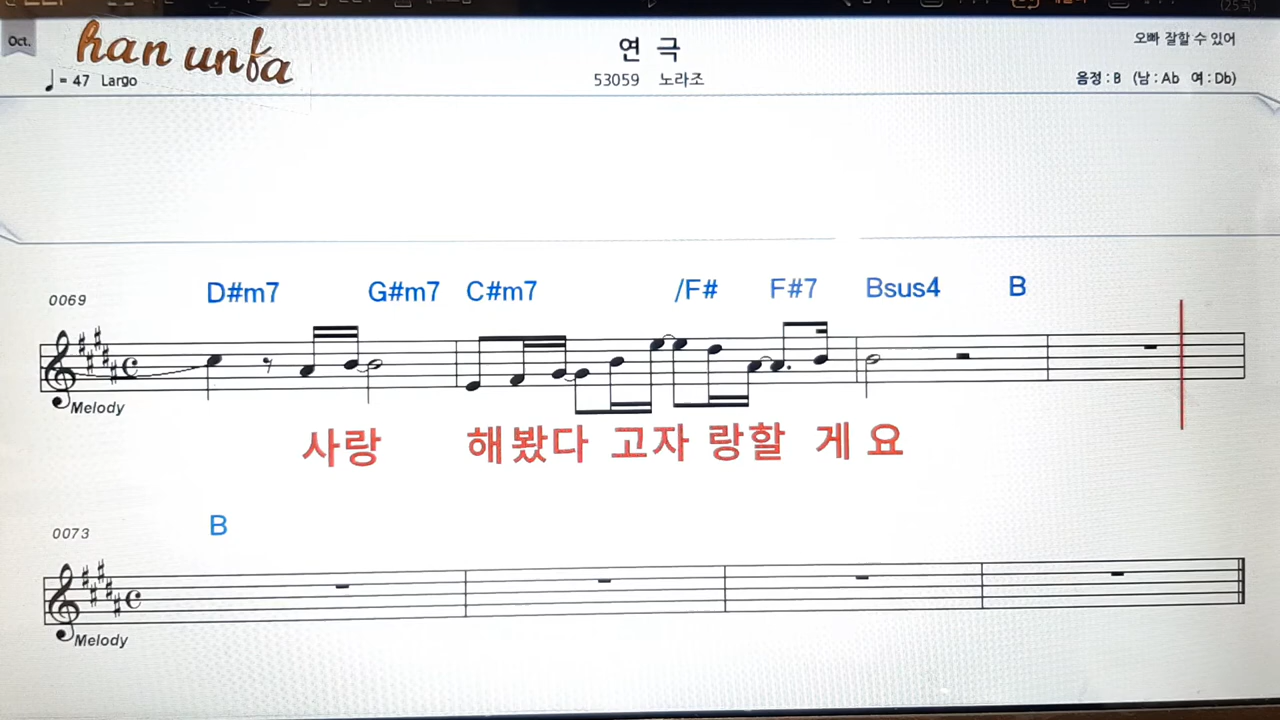 Oct.
han unfa
연 극
오빠 잘할 수 있어
♩= 47 Largo
53059 노라조
음정 : B (남 : Ab 여 : Db)
0069
D#m7 G#m7 C#m7 /F# F#7 Bsus4 B
Melody
사랑 해봤다 고자 랑할 게 요
0073
B
Melody